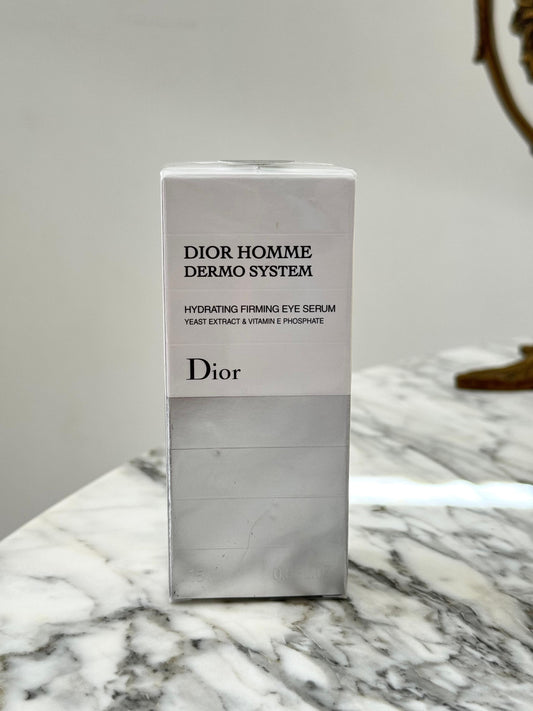 DIOR HOMME
DERMO SYSTEM
HYDRATING FIRMING EYE SERUM
YEAST EXTRACT & VITAMIN E PHOSPHATE
Dior